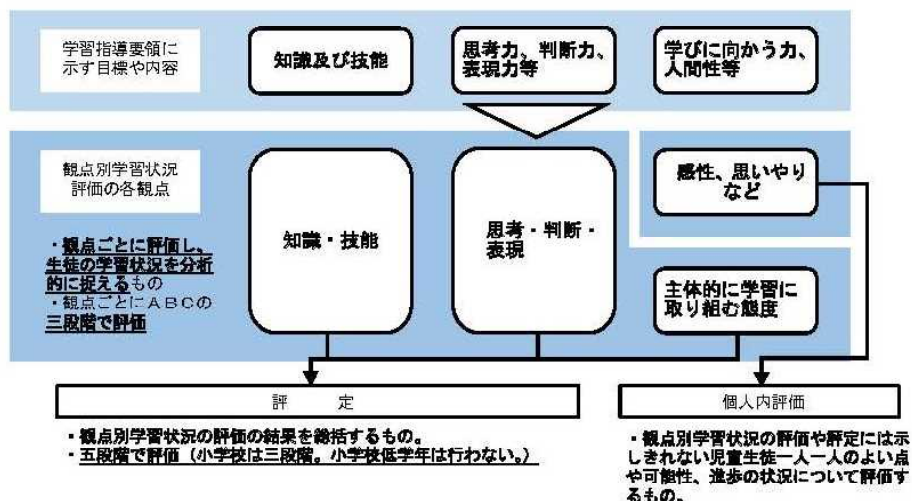 学習指導要領に
示す目標や内容
知識及び技能
思考力、判断力、
表現力等
学びに向かう力、
人間性等
観点別学習状況
評価の各観点
・観点ごとに評価し、
生徒の学習状況を分析
的に捉えるもの
・観点ごとにＡＢＣの
三段階で評価
知識・技能
思考・判断・
表現
感性、思いやり
など
主体的に学習に
取り組む態度
評　定
・観点別学習状況の評価の結果を総括するもの。
・五段階で評価（小学校は三段階。小学校低学年は行わない。）
個人内評価
・観点別学習状況の評価や評定には示
しきれない児童生徒一人一人のよい点
や可能性、進歩の状況について評価す
るもの。